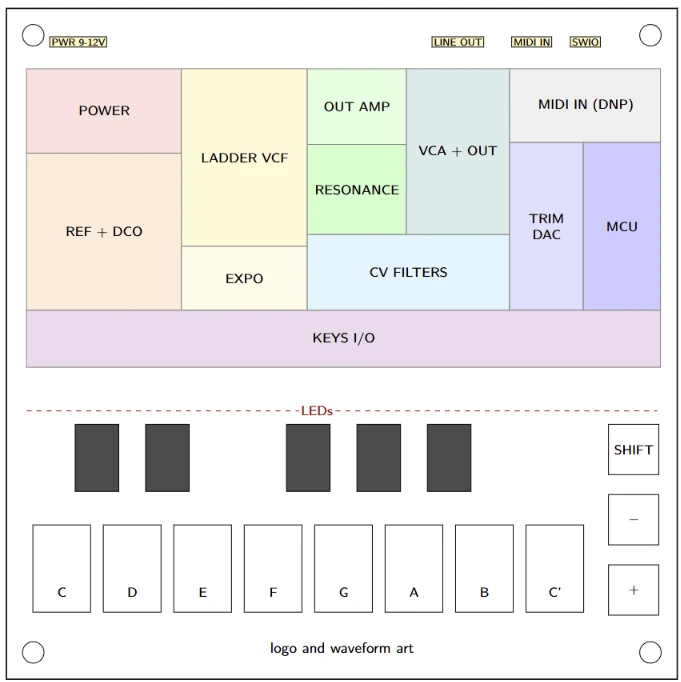 PWR 9-12V
LINE OUT
MIDI IN
SWIO
POWER
LADDER VCF
OUT AMP
VCA + OUT
MIDI IN (DNP)
RESONANCE
REF + DCO
TRIM
DAC
MCU
EXPO
CV FILTERS
KEYS I/O
LEDs
SHIFT
−
+
C
D
E
F
G
A
B
C'
logo and waveform art